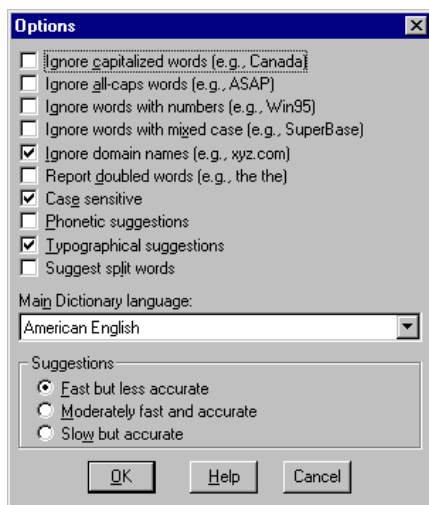 Options
Ignore capitalized words (e.g., Canada)
Ignore all-caps words (e.g., ASAP)
Ignore words with numbers (e.g., Win95)
Ignore words with mixed case (e.g., SuperBase)
Ignore domain names (e.g., xyz.com)
Report doubled words (e.g., the the)
Case sensitive
Phonetic suggestions
Typographical suggestions
Suggest split words
Main Dictionary language:
American English
Suggestions
Fast but less accurate
Moderately fast and accurate
Slow but accurate
OK Help Cancel